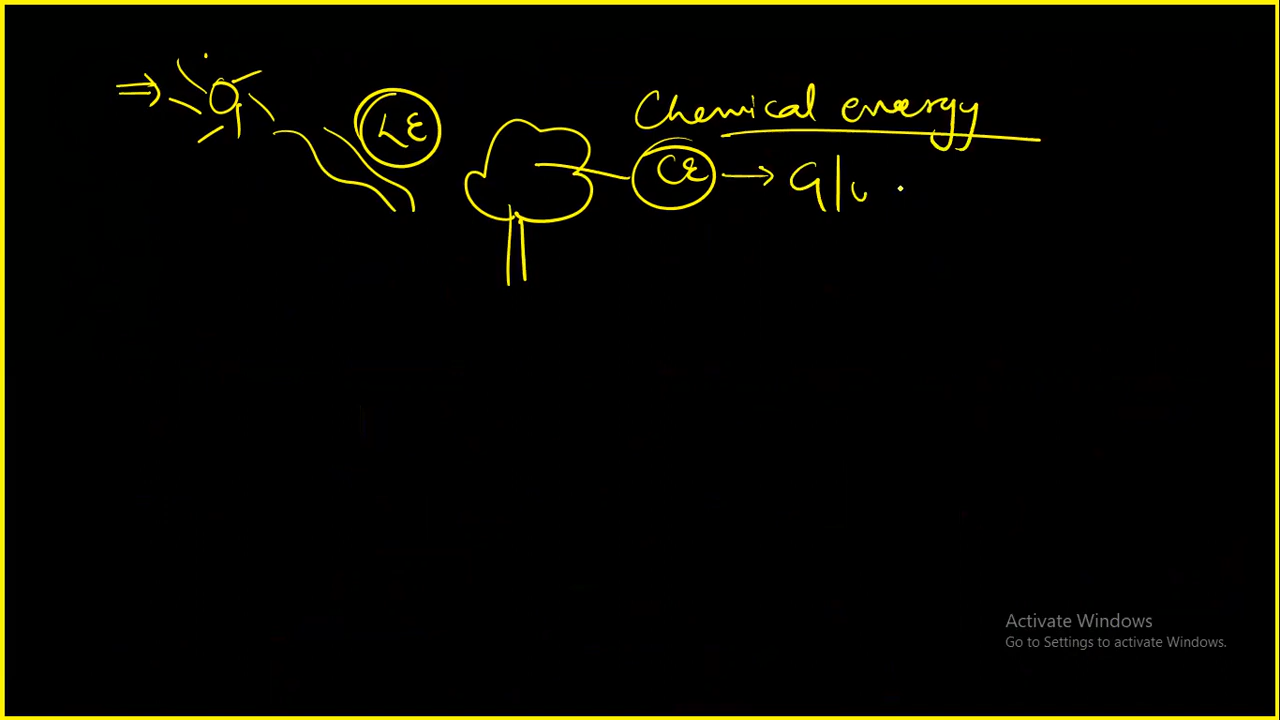 Chemical energy
⇒ LE CE → Glu
Activate Windows
Go to Settings to activate Windows.